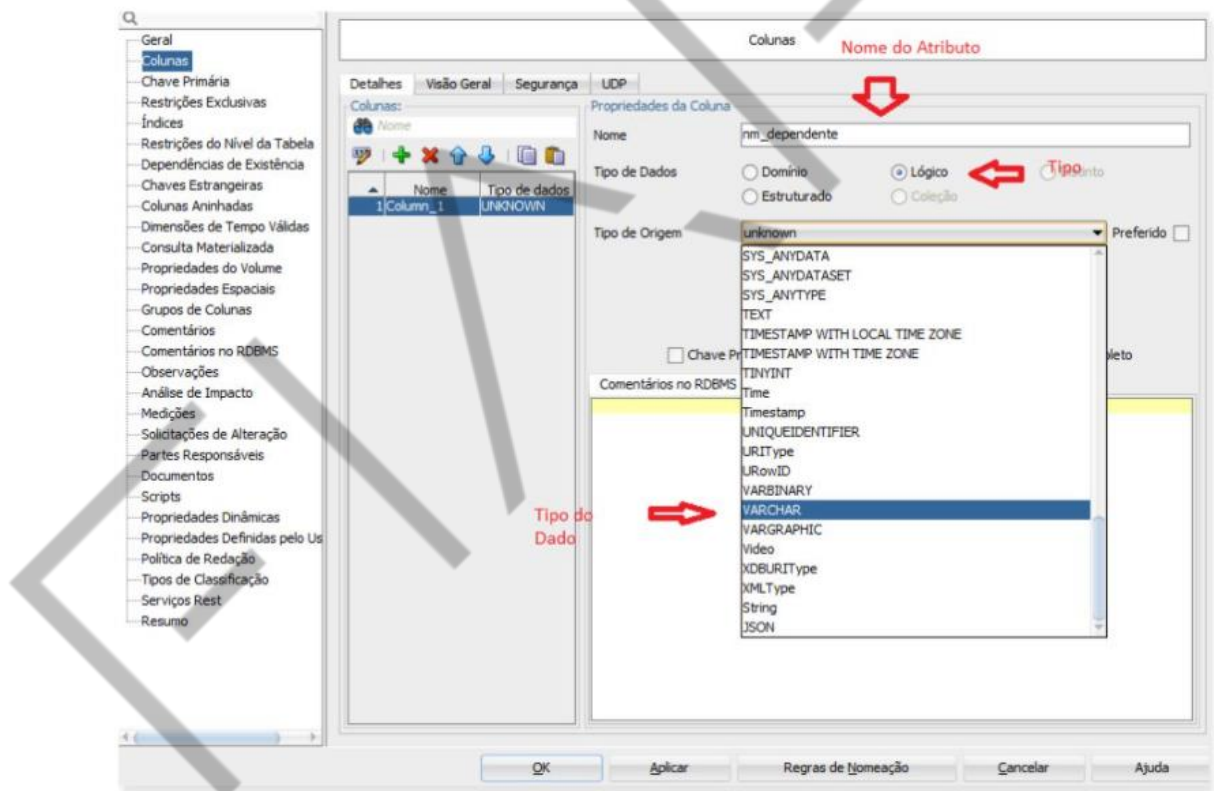 Geral
Colunas
Chave Primária
Restrições Exclusivas
Índices
Restrições do Nível da Tabela
Dependências de Existência
Chaves Estrangeiras
Colunas Aninhadas
Dimensões de Tempo Válidas
Consulta Materializada
Propriedades do Volume
Propriedades Espaciais
Grupos de Colunas
Comentários
Comentários no RDBMS
Observações
Análise de Impacto
Medições
Solicitações de Alteração
Partes Responsáveis
Documentos
Scripts
Propriedades Dinâmicas
Propriedades Definidas pelo Us
Política de Redação
Tipos de Classificação
Serviços Rest
Resumo
Colunas
Nome do Atributo
Detalhes Visão Geral Segurança UDP
Colunas:
Nome
Nome Tipo de dados
1 Column_1 UNKNOWN
Propriedades da Coluna
Nome nm_dependente
Tipo de Dados Domínio Lógico
Tipo
Estruturado Coleção
Tipo de Origem unknown Preferido
SYS_ANYDATA
SYS_ANYDATASET
SYS_ANYTYPE
TEXT
TIMESTAMP WITH LOCAL TIME ZONE
TIMESTAMP WITH TIME ZONE
TINYINT
Time
Timestamp
UNIQUEIDENTIFIER
URIType
URowID
VARBINARY
VARCHAR
VARGRAPHIC
Video
XDBURIType
XMLType
String
JSON
Chave Pr
Comentários no RDBMS
Tipo do
Dado
OK Aplicar Regras de Nomeação Cancelar Ajuda